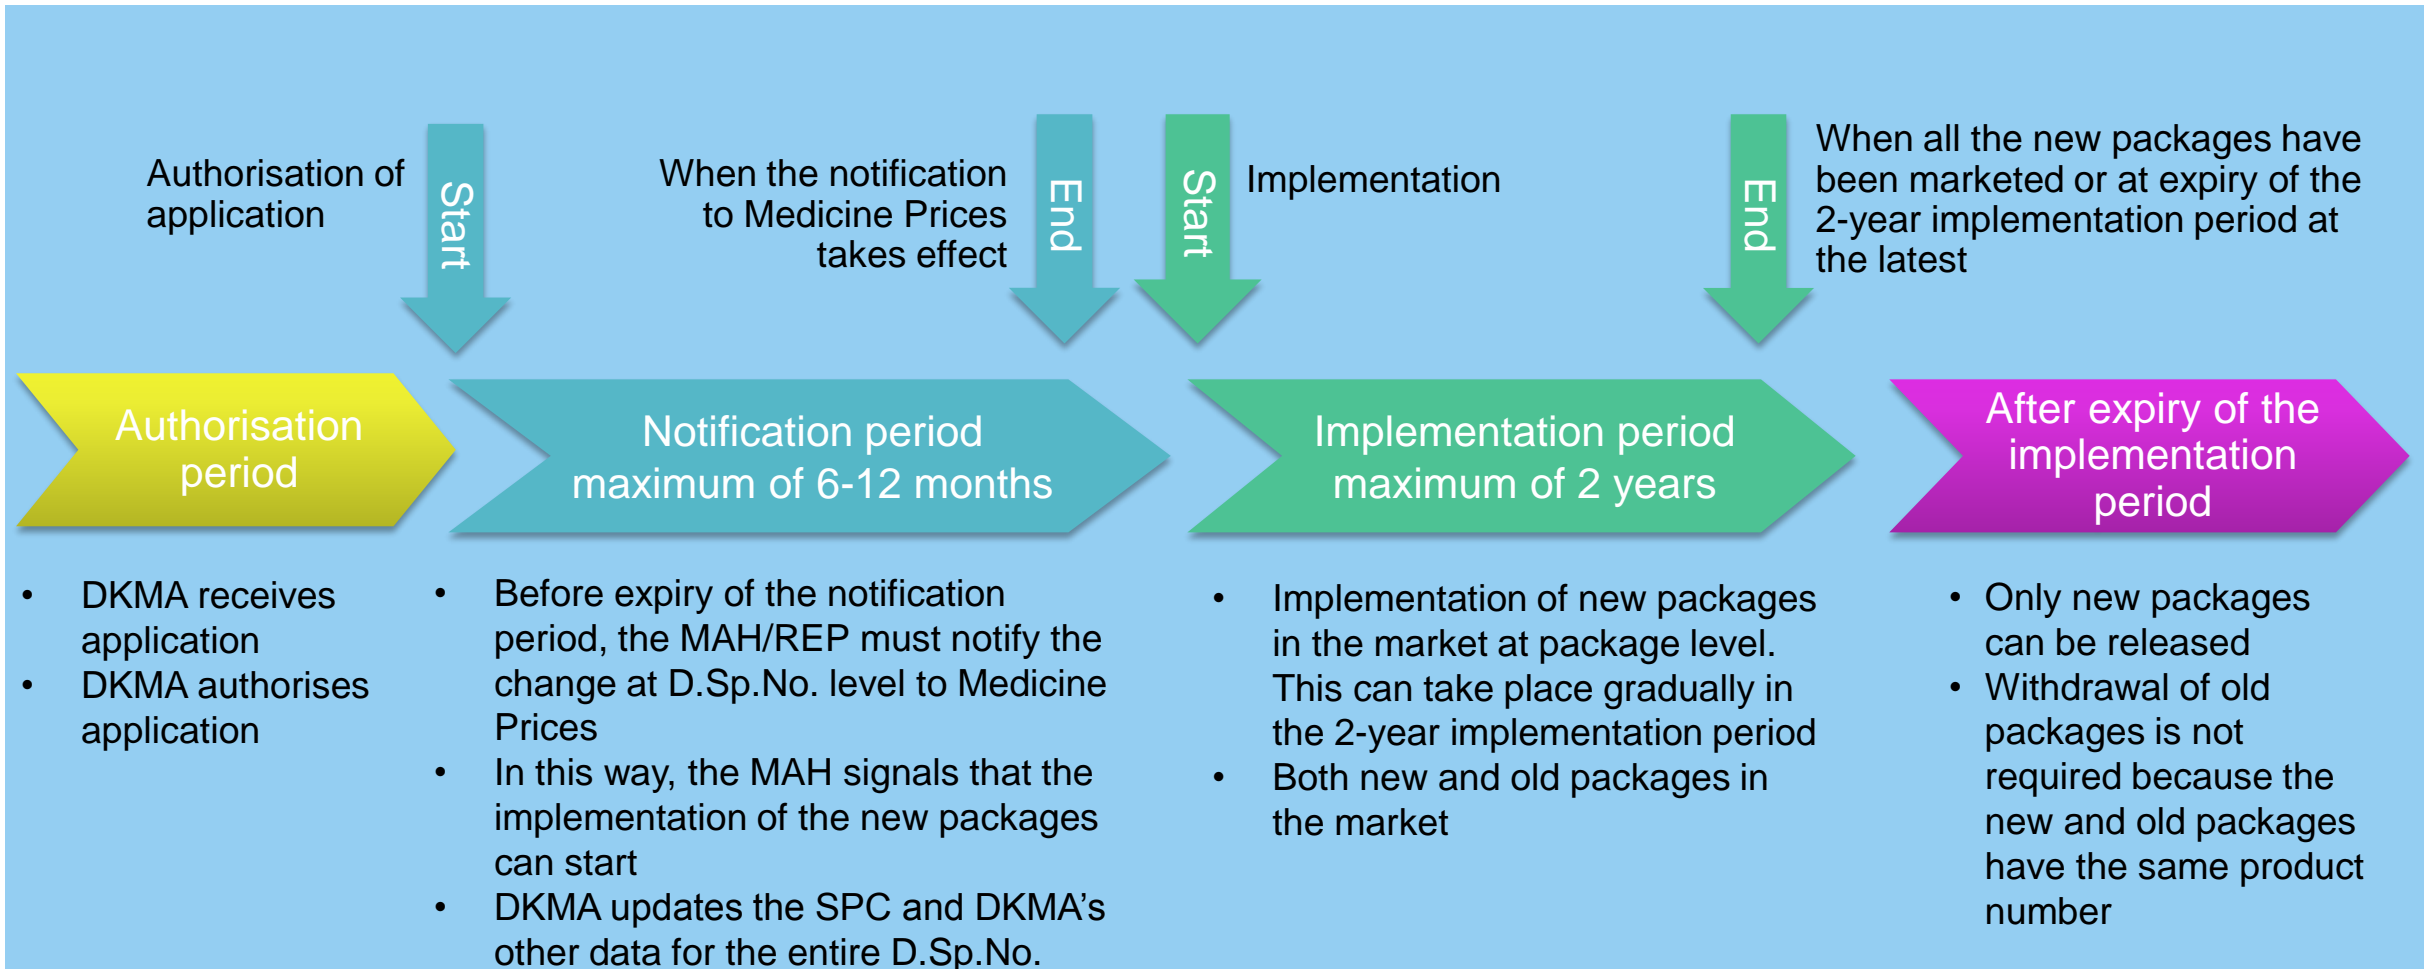 Authorisation of
application
Start
When the notification
to Medicine Prices
takes effect
End
Start
Implementation
End
When all the new packages have
been marketed or at expiry of the
2-year implementation period at
the latest
Authorisation
period
Notification period
maximum of 6-12 months
Implementation period
maximum of 2 years
After expiry of the
implementation
period
• DKMA receives
application
• DKMA authorises
application
• Before expiry of the notification
period, the MAH/REP must notify the
change at D.Sp.No. level to Medicine
Prices
• In this way, the MAH signals that the
implementation of the new packages
can start
• DKMA updates the SPC and DKMA’s
other data for the entire D.Sp.No.
• Implementation of new packages
in the market at package level.
This can take place gradually in
the 2-year implementation period
• Both new and old packages in
the market
• Only new packages
can be released
• Withdrawal of old
packages is not
required because the
new and old packages
have the same product
number